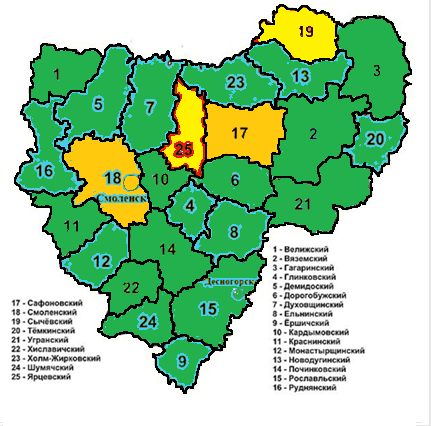 19
1
23
13
3
5
7
17
2
25
20
16
18
10
6
Смоленск
4
21
11
8
14
12
22
Десногорск
15
24
9
1 - Велижский
2 - Вяземский
3 - Гагаринский
4 - Глинковский
5 - Демидоский
6 - Дорогобужский
7 - Духовщинский
8 - Ельнинский
9 - Ершичский
10 - Кардымовский
11 - Краснинский
12 - Монастырщинский
13 - Новодугинский
14 - Починковский
15 - Рославльский
16 - Руднянский
17 - Сафоновский
18 - Смоленский
19 - Сычёвский
20 - Тёмкинский
21 - Угранский
22 - Хиславичский
23 - Холм-Жирковский
24 - Шумячский
25 - Ярцевский